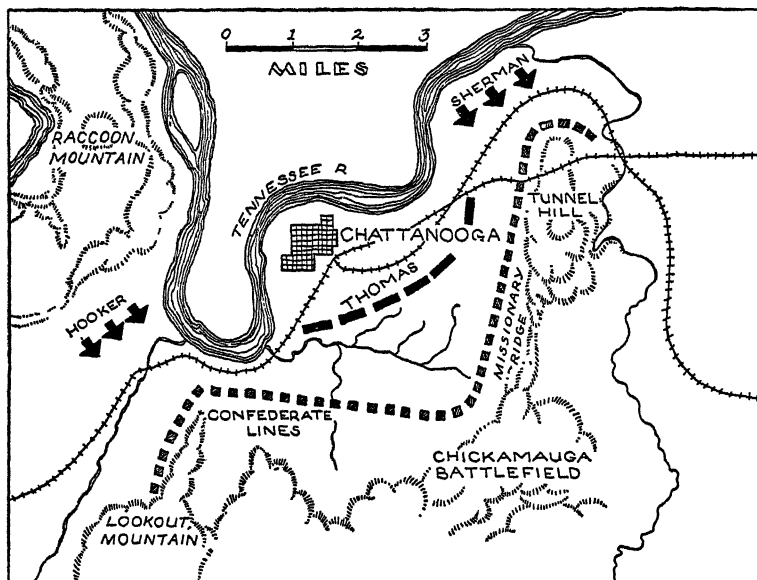 0 1 2 3
MILES
SHERMAN
RACCOON
MOUNTAIN
TENNESSEE R
TUNNEL
HILL
CHATTANOOGA
THOMAS
HOOKER
MISSIONARY
RIDGE
CONFEDERATE
LINES
CHICKAMAUGA
BATTLEFIELD
LOOKOUT
MOUNTAIN